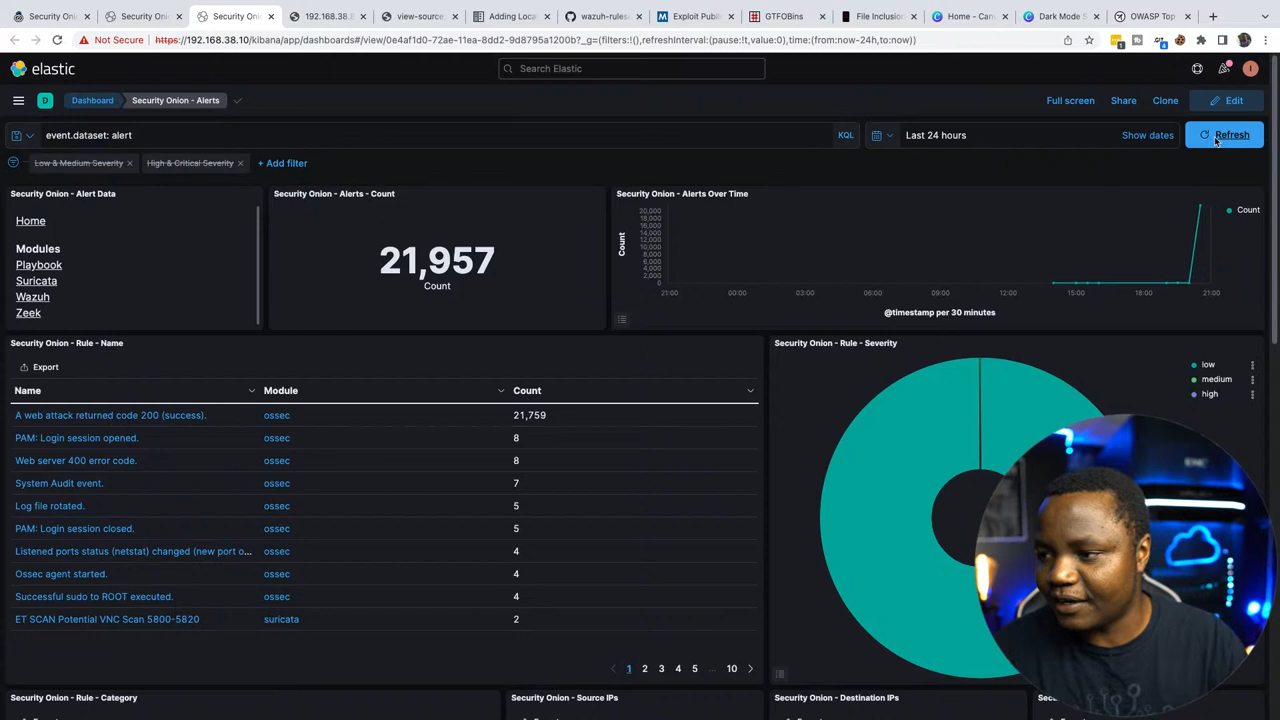 Security Oni
Security Oni
Security Oni
192.168.38.
view-source
Adding Loca
wazuh-rules
Exploit Publi
GTFOBins
File Inclusion
Home - Can
Dark Mode S
OWASP Top
Not Secure https://192.168.38.10/kibana/app/dashboards#/view/0e4af1d0-72ae-11ea-8dd2-9d8795a1200b?_g=(filters:!(),refreshInterval:(pause:!t,value:0),time:(from:now-24h,to:now))
elastic
Search Elastic
D
Dashboard
Security Onion - Alerts
Full screen
Share
Clone
Edit
event.dataset: alert
KQL
Last 24 hours
Show dates
Refresh
Low & Medium Severity
High & Critical Severity
+ Add filter
Security Onion - Alert Data
Home
Modules
Playbook
Suricata
Wazuh
Zeek
Security Onion - Alerts - Count
21,957
Count
Security Onion - Alerts Over Time
Count
20,000
18,000
16,000
14,000
12,000
10,000
8,000
6,000
4,000
2,000
0
21:00 00:00 03:00 06:00 09:00 12:00 15:00 18:00 21:00
@timestamp per 30 minutes
Count
Security Onion - Rule - Name
Export
Name Module Count
A web attack returned code 200 (success). ossec 21,759
PAM: Login session opened. ossec 8
Web server 400 error code. ossec 8
System Audit event. ossec 7
Log file rotated. ossec 5
PAM: Login session closed. ossec 5
Listened ports status (netstat) changed (new port o... ossec 4
Ossec agent started. ossec 4
Successful sudo to ROOT executed. ossec 4
ET SCAN Potential VNC Scan 5800-5820 suricata 2
1 2 3 4 5 ... 10
Security Onion - Rule - Severity
low
medium
high
Security Onion - Rule - Category
Security Onion - Source IPs
Security Onion - Destination IPs